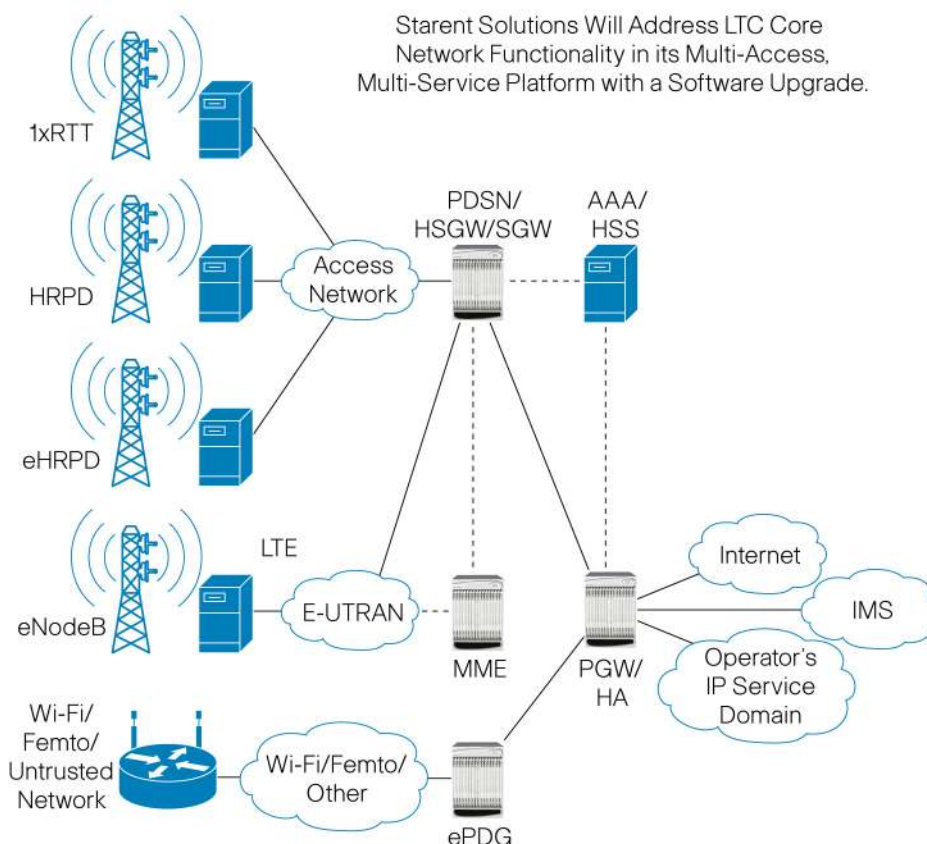 Starent Solutions Will Address LTC Core
Network Functionality in its Multi-Access,
Multi-Service Platform with a Software Upgrade.
1xRTT
PDSN/
HSGW/SGW
AAA/
HSS
HRPD
Access
Network
eHRPD
LTE
eNodeB
E-UTRAN
MME
PGW/
HA
Internet
IMS
Operator's
IP Service
Domain
Wi-Fi/
Femto/
Untrusted
Network
Wi-Fi/Femto/
Other
ePDG